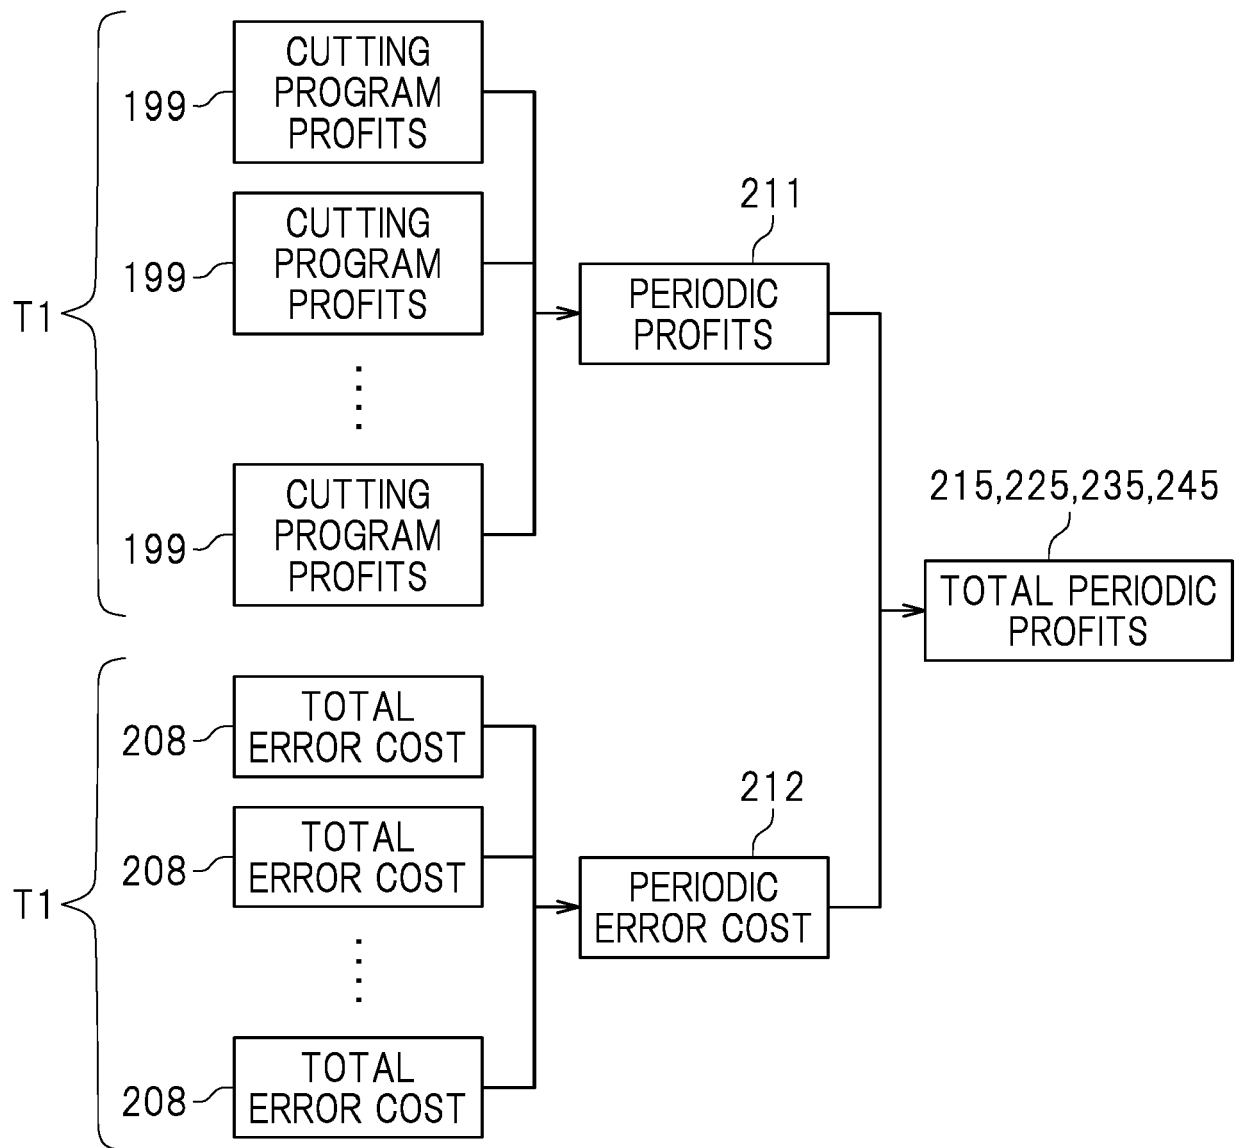 CUTTING
PROGRAM
PROFITS
199
CUTTING
PROGRAM
PROFITS
199
T1
CUTTING
PROGRAM
PROFITS
199
211
PERIODIC
PROFITS
215,225,235,245
TOTAL PERIODIC
PROFITS
TOTAL
ERROR COST
208
TOTAL
ERROR COST
208
T1
TOTAL
ERROR COST
208
212
PERIODIC
ERROR COST